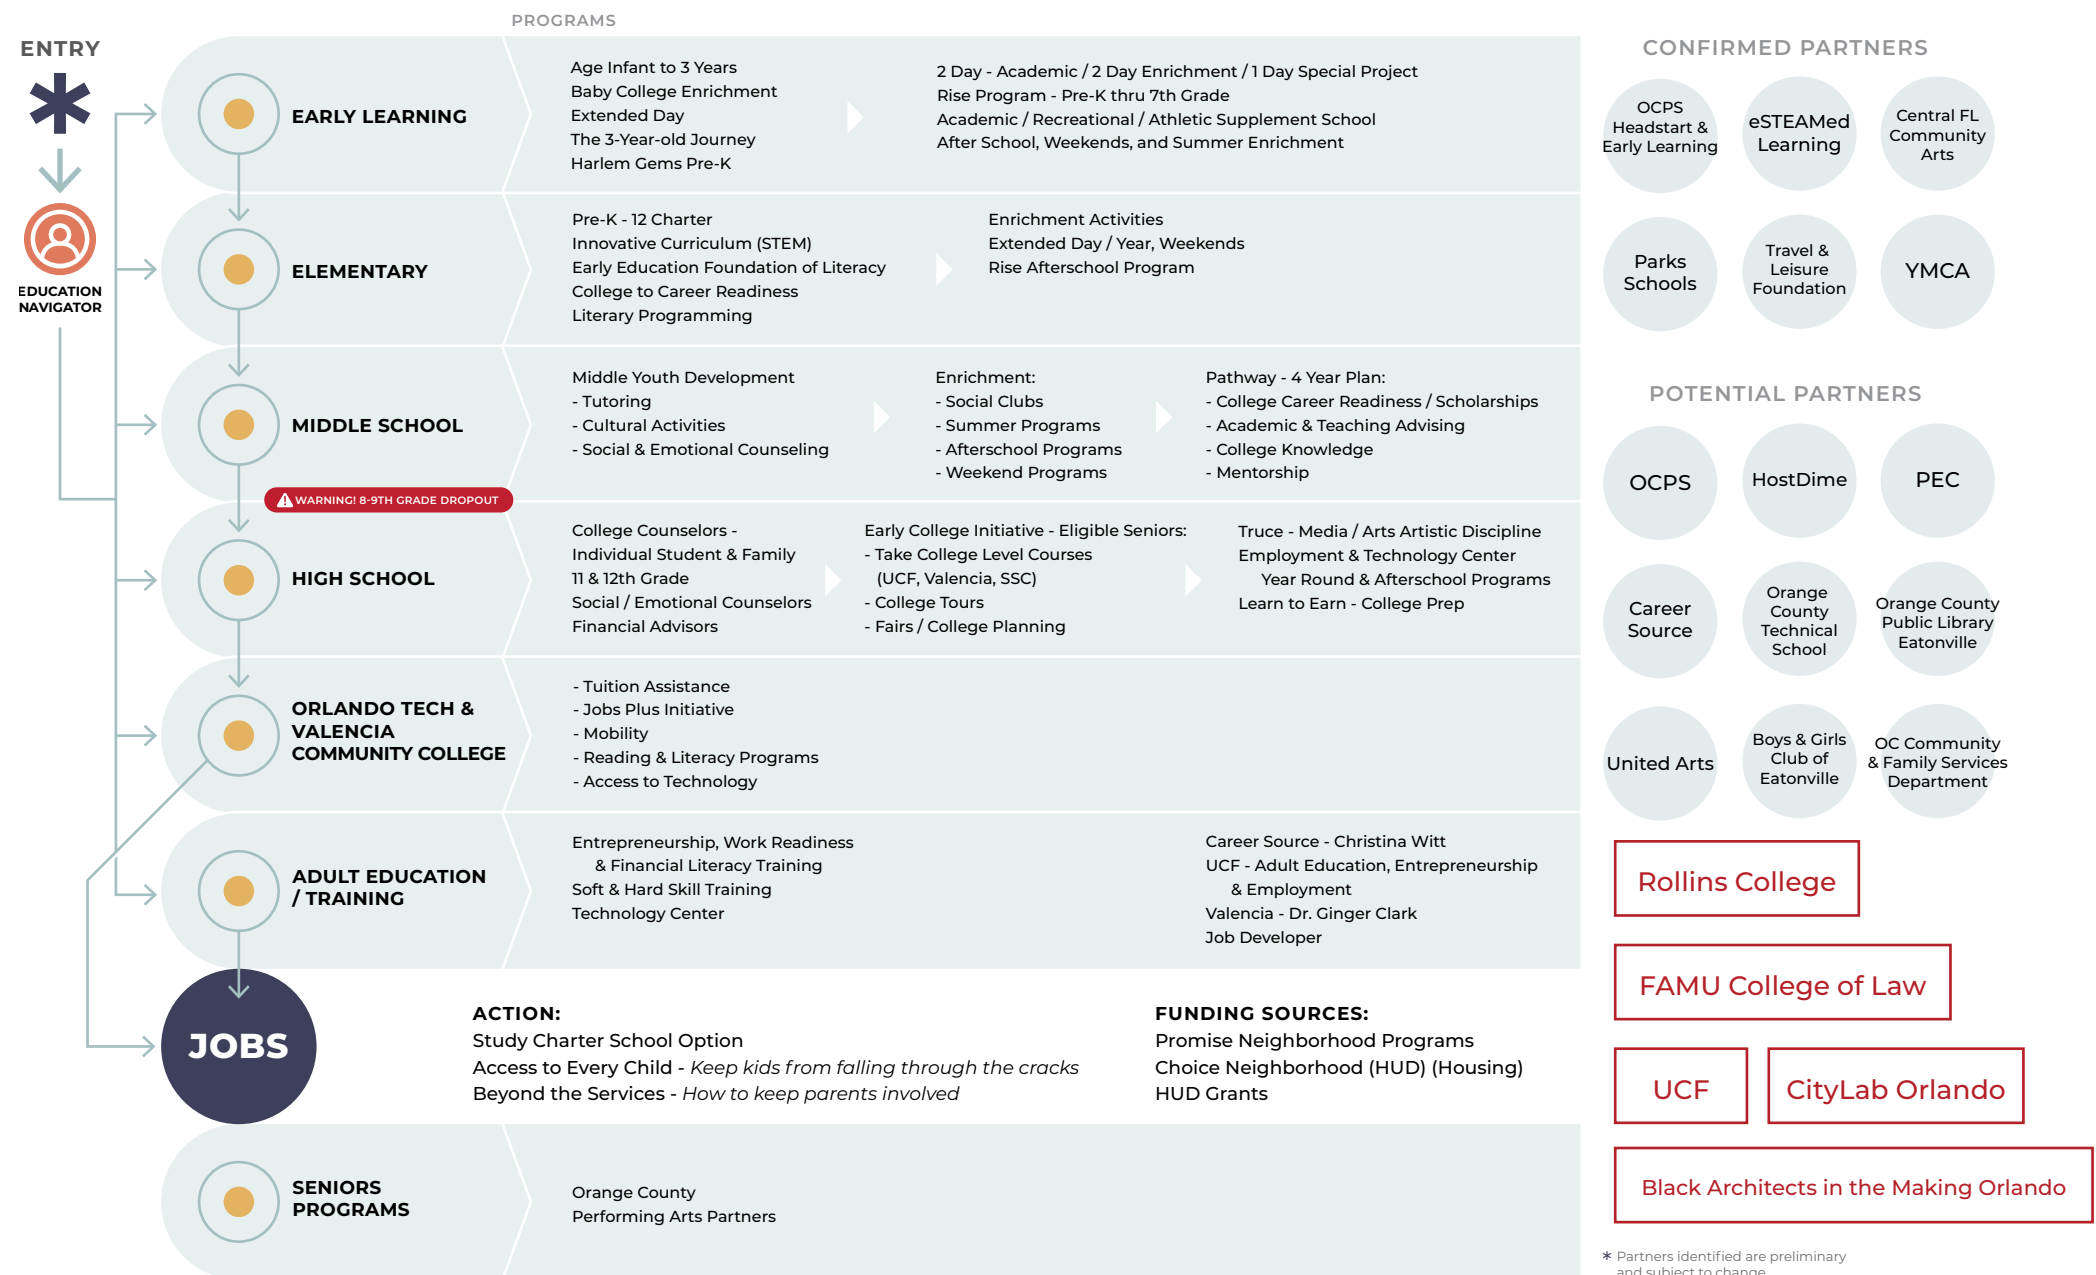 PROGRAMS
ENTRY
EDUCATION
NAVIGATOR
EARLY LEARNING
Age Infant to 3 Years
Baby College Enrichment
Extended Day
The 3-Year-old Journey
Harlem Gems Pre-K
2 Day - Academic / 2 Day Enrichment / 1 Day Special Project
Rise Program - Pre-K thru 7th Grade
Academic / Recreational / Athletic Supplement School
After School, Weekends, and Summer Enrichment
ELEMENTARY
Pre-K - 12 Charter
Innovative Curriculum (STEM)
Early Education Foundation of Literacy
College to Career Readiness
Literary Programming
Enrichment Activities
Extended Day / Year, Weekends
Rise Afterschool Program
MIDDLE SCHOOL
Middle Youth Development
- Tutoring
- Cultural Activities
- Social & Emotional Counseling
Enrichment:
- Social Clubs
- Summer Programs
- Afterschool Programs
- Weekend Programs
Pathway - 4 Year Plan:
- College Career Readiness / Scholarships
- Academic & Teaching Advising
- College Knowledge
- Mentorship
WARNING! 8-9TH GRADE DROPOUT
HIGH SCHOOL
College Counselors -
Individual Student & Family
11 & 12th Grade
Social / Emotional Counselors
Financial Advisors
Early College Initiative - Eligible Seniors:
- Take College Level Courses
(UCF, Valencia, SSC)
- College Tours
- Fairs / College Planning
Truce - Media / Arts Artistic Discipline
Employment & Technology Center
Year Round & Afterschool Programs
Learn to Earn - College Prep
ORLANDO TECH &
VALENCIA
COMMUNITY COLLEGE
- Tuition Assistance
- Jobs Plus Initiative
- Mobility
- Reading & Literacy Programs
- Access to Technology
ADULT EDUCATION
/ TRAINING
Entrepreneurship, Work Readiness
& Financial Literacy Training
Soft & Hard Skill Training
Technology Center
Career Source - Christina Witt
UCF - Adult Education, Entrepreneurship
& Employment
Valencia - Dr. Ginger Clark
Job Developer
JOBS
ACTION:
Study Charter School Option
Access to Every Child - Keep kids from falling through the cracks
Beyond the Services - How to keep parents involved
FUNDING SOURCES:
Promise Neighborhood Programs
Choice Neighborhood (HUD) (Housing)
HUD Grants
SENIORS
PROGRAMS
Orange County
Performing Arts Partners
CONFIRMED PARTNERS
OCPS
Headstart &
Early Learning
eSTEAMed
Learning
Central FL
Community
Arts
Parks
Schools
Travel &
Leisure
Foundation
YMCA
POTENTIAL PARTNERS
OCPS
HostDime
PEC
Career
Source
Orange
County
Technical
School
Orange County
Public Library
Eatonville
United Arts
Boys & Girls
Club of
Eatonville
OC Community
& Family Services
Department
Rollins College
FAMU College of Law
UCF
CityLab Orlando
Black Architects in the Making Orlando
* Partners identified are preliminary
and subject to change